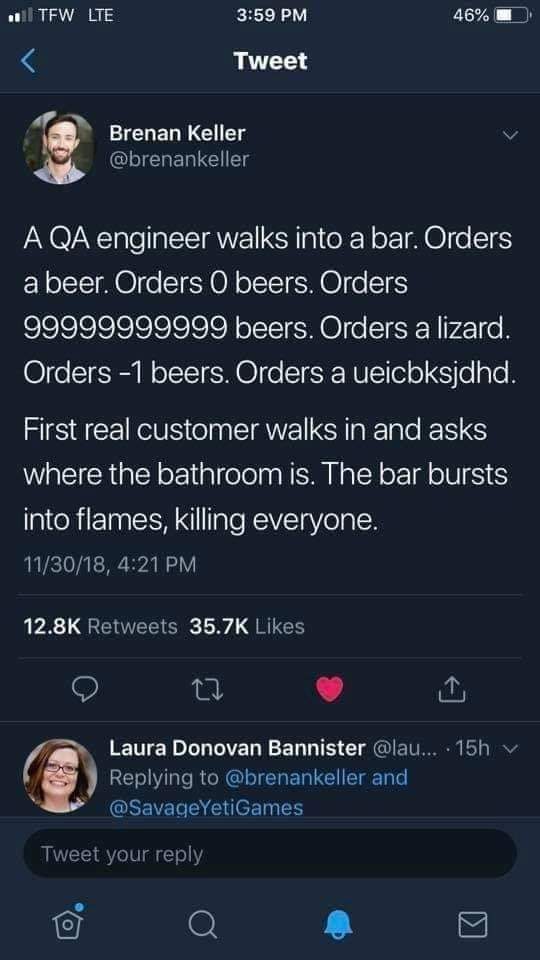 TFW LTE 3:59 PM 46%
Tweet
Brenan Keller
@brenankeller
A QA engineer walks into a bar. Orders
a beer. Orders 0 beers. Orders
99999999999 beers. Orders a lizard.
Orders -1 beers. Orders a ueicbksjdhd.
First real customer walks in and asks
where the bathroom is. The bar bursts
into flames, killing everyone.
11/30/18, 4:21 PM
12.8K Retweets 35.7K Likes
Laura Donovan Bannister @lau... · 15h
Replying to @brenankeller and
@SavageYetiGames
Tweet your reply